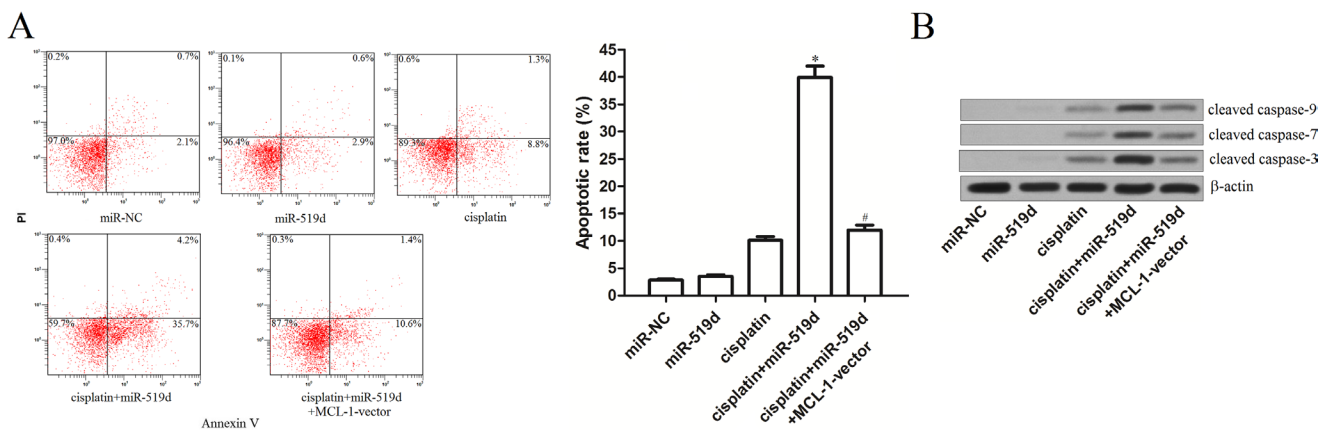 A
B
0.2%
0.7%
97.0%
2.1%
miR-NC
0.1%
0.6%
96.4%
2.9%
miR-519d
0.6%
1.3%
89.3%
8.8%
cisplatin
PI
0.4%
4.2%
59.7%
35.7%
cisplatin+miR-519d
0.3%
1.4%
87.7%
10.6%
cisplatin+miR-519d
+MCL-1-vector
Annexin V
Apoptotic rate (%)
45
40
35
30
25
20
15
10
5
0
*
#
miR-NC
miR-519d
cisplatin
cisplatin+miR-519d
cisplatin+miR-519d
+MCL-1-vector
cleaved caspase-9
cleaved caspase-7
cleaved caspase-3
β-actin
miR-NC
miR-519d
cisplatin
cisplatin+miR-519d
cisplatin+miR-519d
+MCL-1-vector